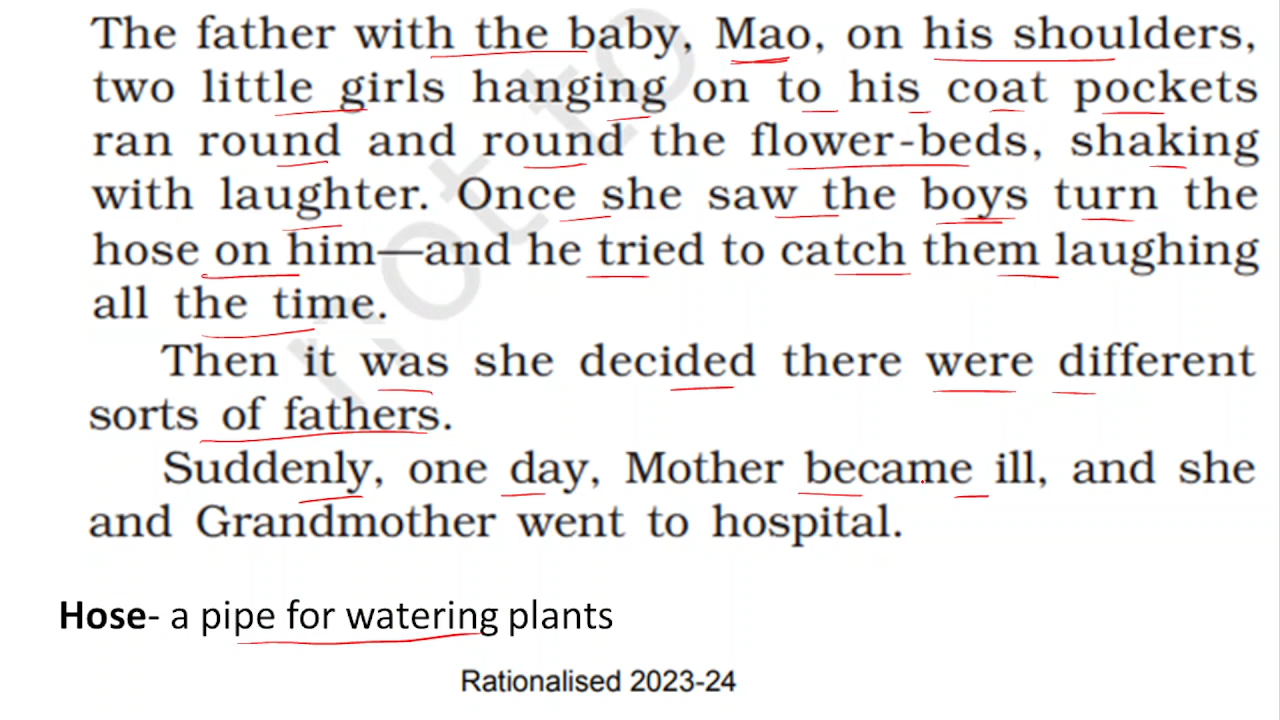 The father with the baby, Mao, on his shoulders,
two little girls hanging on to his coat pockets
ran round and round the flower-beds, shaking
with laughter. Once she saw the boys turn the
hose on him—and he tried to catch them laughing
all the time.
Then it was she decided there were different
sorts of fathers.
Suddenly, one day, Mother became ill, and she
and Grandmother went to hospital.
Hose- a pipe for watering plants
Rationalised 2023-24
not to